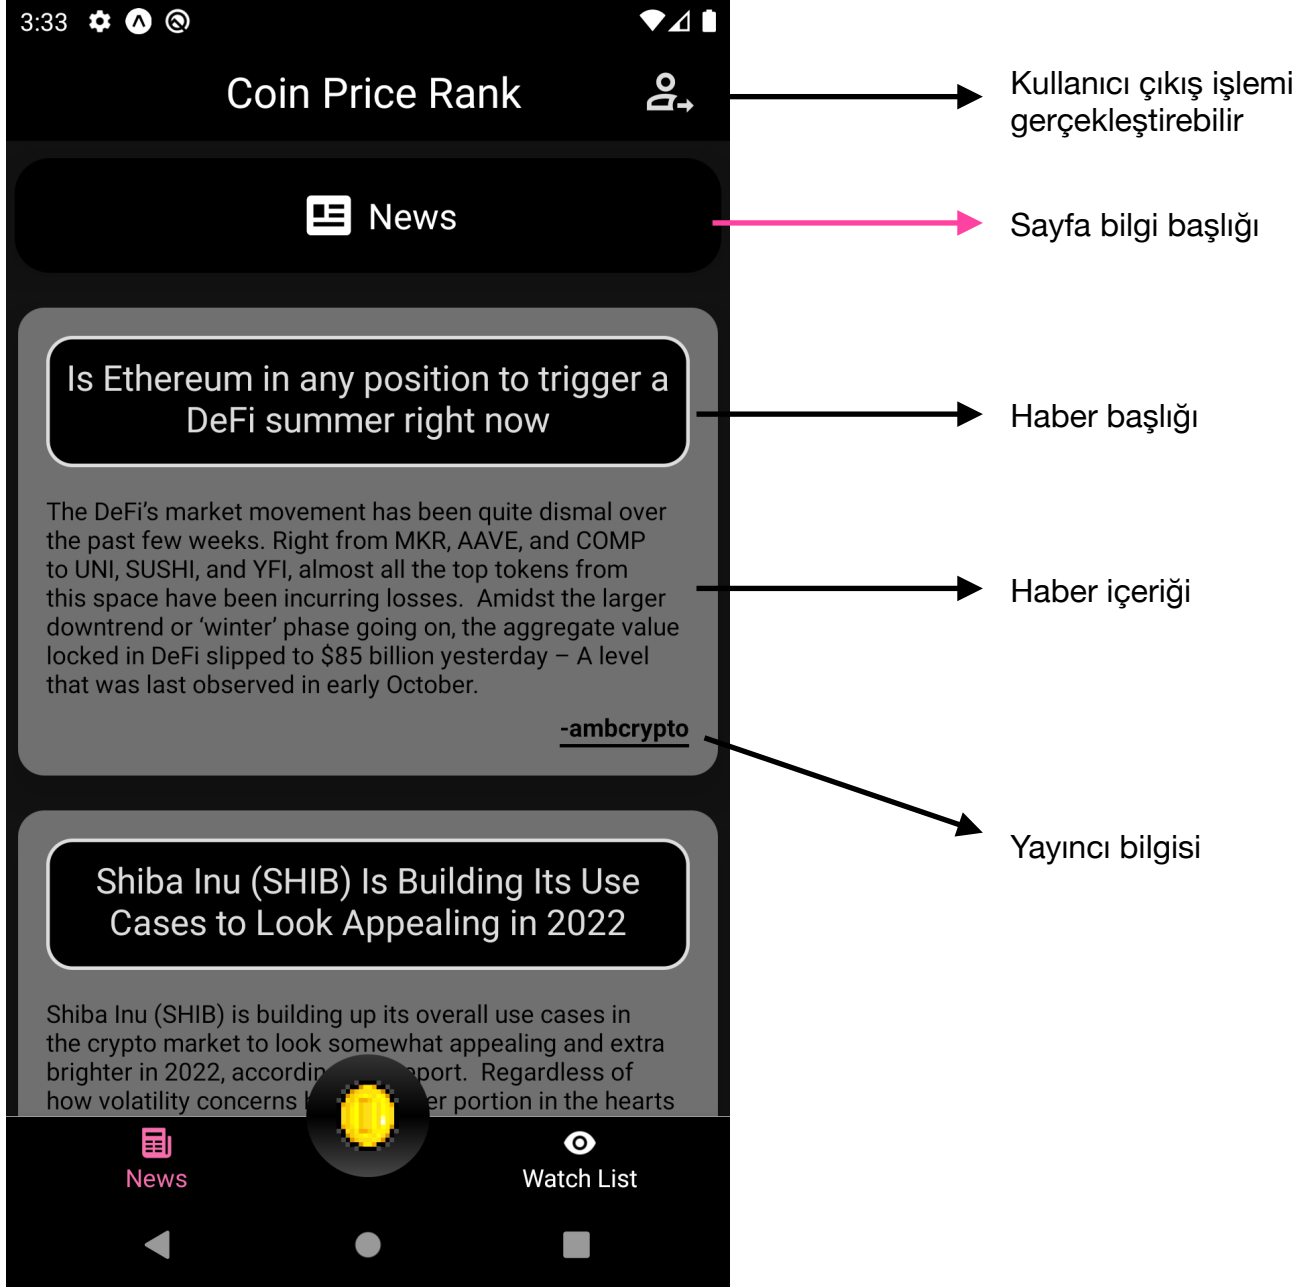 3:33
Coin Price Rank
Kullanıcı çıkış işlemi
gerçekleştirebilir
News
Sayfa bilgi başlığı
Is Ethereum in any position to trigger a
DeFi summer right now
Haber başlığı
The DeFi’s market movement has been quite dismal over
the past few weeks. Right from MKR, AAVE, and COMP
to UNI, SUSHI, and YFI, almost all the top tokens from
this space have been incurring losses.  Amidst the larger
downtrend or ‘winter’ phase going on, the aggregate value
locked in DeFi slipped to $85 billion yesterday – A level
that was last observed in early October.
Haber içeriği
-ambcrypto
Yayıncı bilgisi
Shiba Inu (SHIB) Is Building Its Use
Cases to Look Appealing in 2022
Shiba Inu (SHIB) is building up its overall use cases in
the crypto market to look somewhat appealing and extra
brighter in 2022, accordin eport.  Regardless of
how volatility concerns er portion in the hearts
News
Watch List